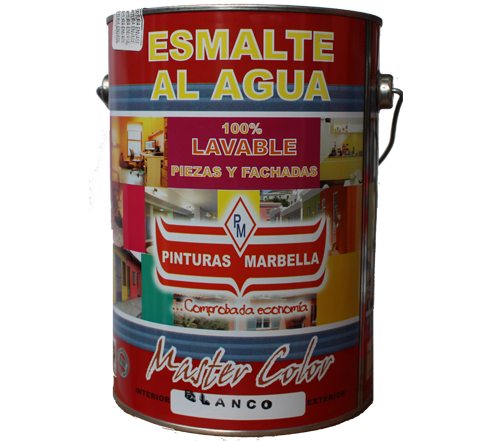 ESMALTE
AL AGUA
100%
LAVABLE
PIEZAS Y FACHADAS
PM
PINTURAS MARBELLA
...Comprobada economía
Master Color
INTERIOR BLANCO EXTERIOR